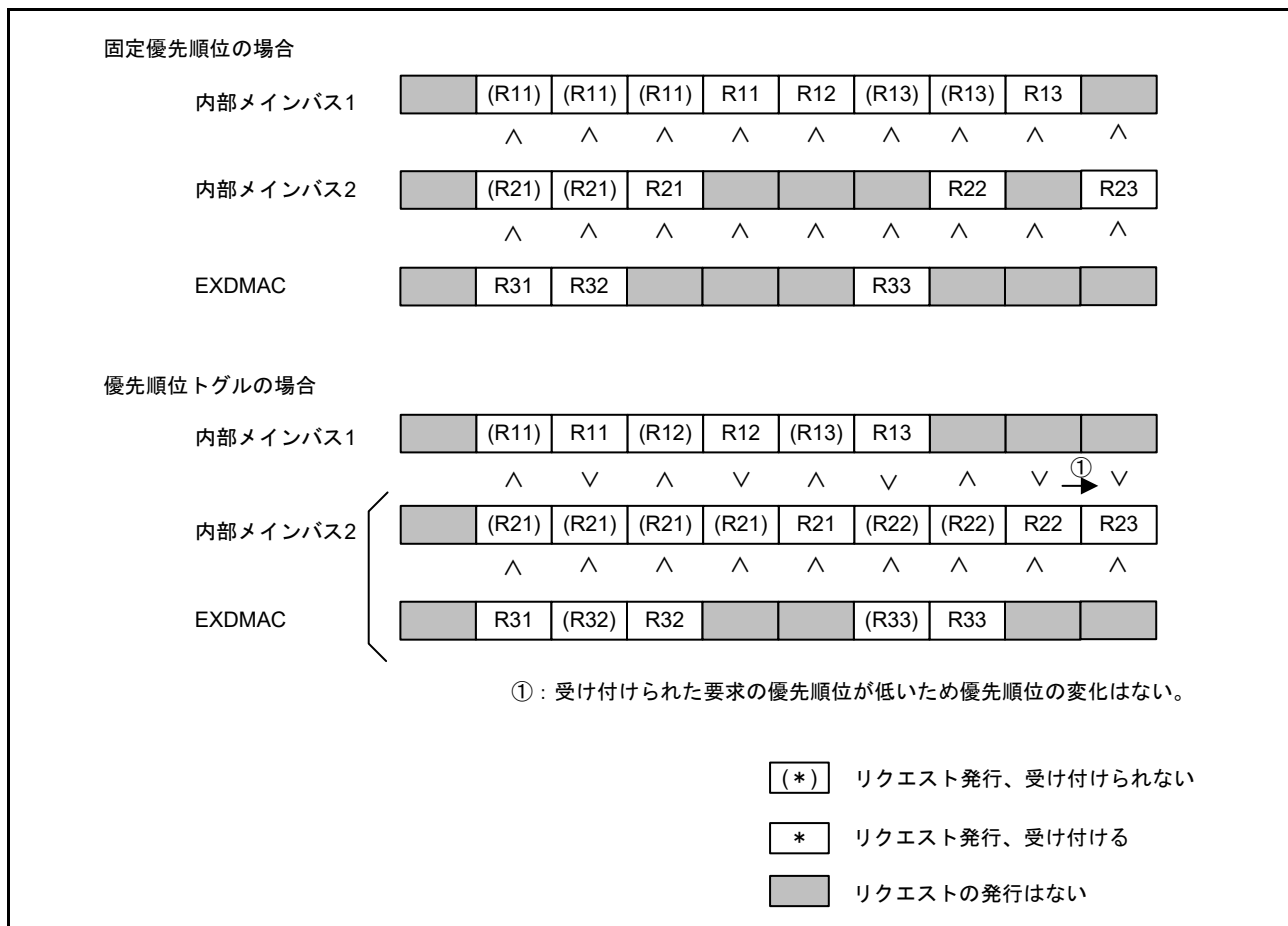 固定優先順位の場合
内部メインバス1 (R11) (R11) (R11) R11 R12 (R13) (R13) R13
∧ ∧ ∧ ∧ ∧ ∧ ∧ ∧ ∧
内部メインバス2 (R21) (R21) R21 R22 R23
∧ ∧ ∧ ∧ ∧ ∧ ∧ ∧ ∧
EXDMAC R31 R32 R33
優先順位トグルの場合
内部メインバス1 (R11) R11 (R12) R12 (R13) R13
∧ ∨ ∧ ∨ ∧ ∨ ∧ ∨ ① ∨
内部メインバス2 (R21) (R21) (R21) (R21) R21 (R22) (R22) R22 R23
∧ ∧ ∧ ∧ ∧ ∧ ∧ ∧ ∧
EXDMAC R31 (R32) R32 (R33) R33
①：受け付けられた要求の優先順位が低いため優先順位の変化はない。
(*) リクエスト発行、受け付けられない
* リクエスト発行、受け付ける
リクエストの発行はない